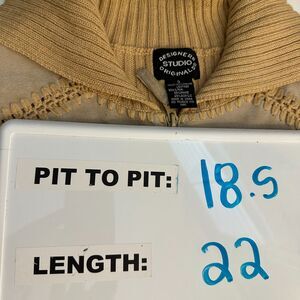 DESIGNERS
STUDIO
ORIGINALS
PIT TO PIT: 18.5
LENGTH: 22